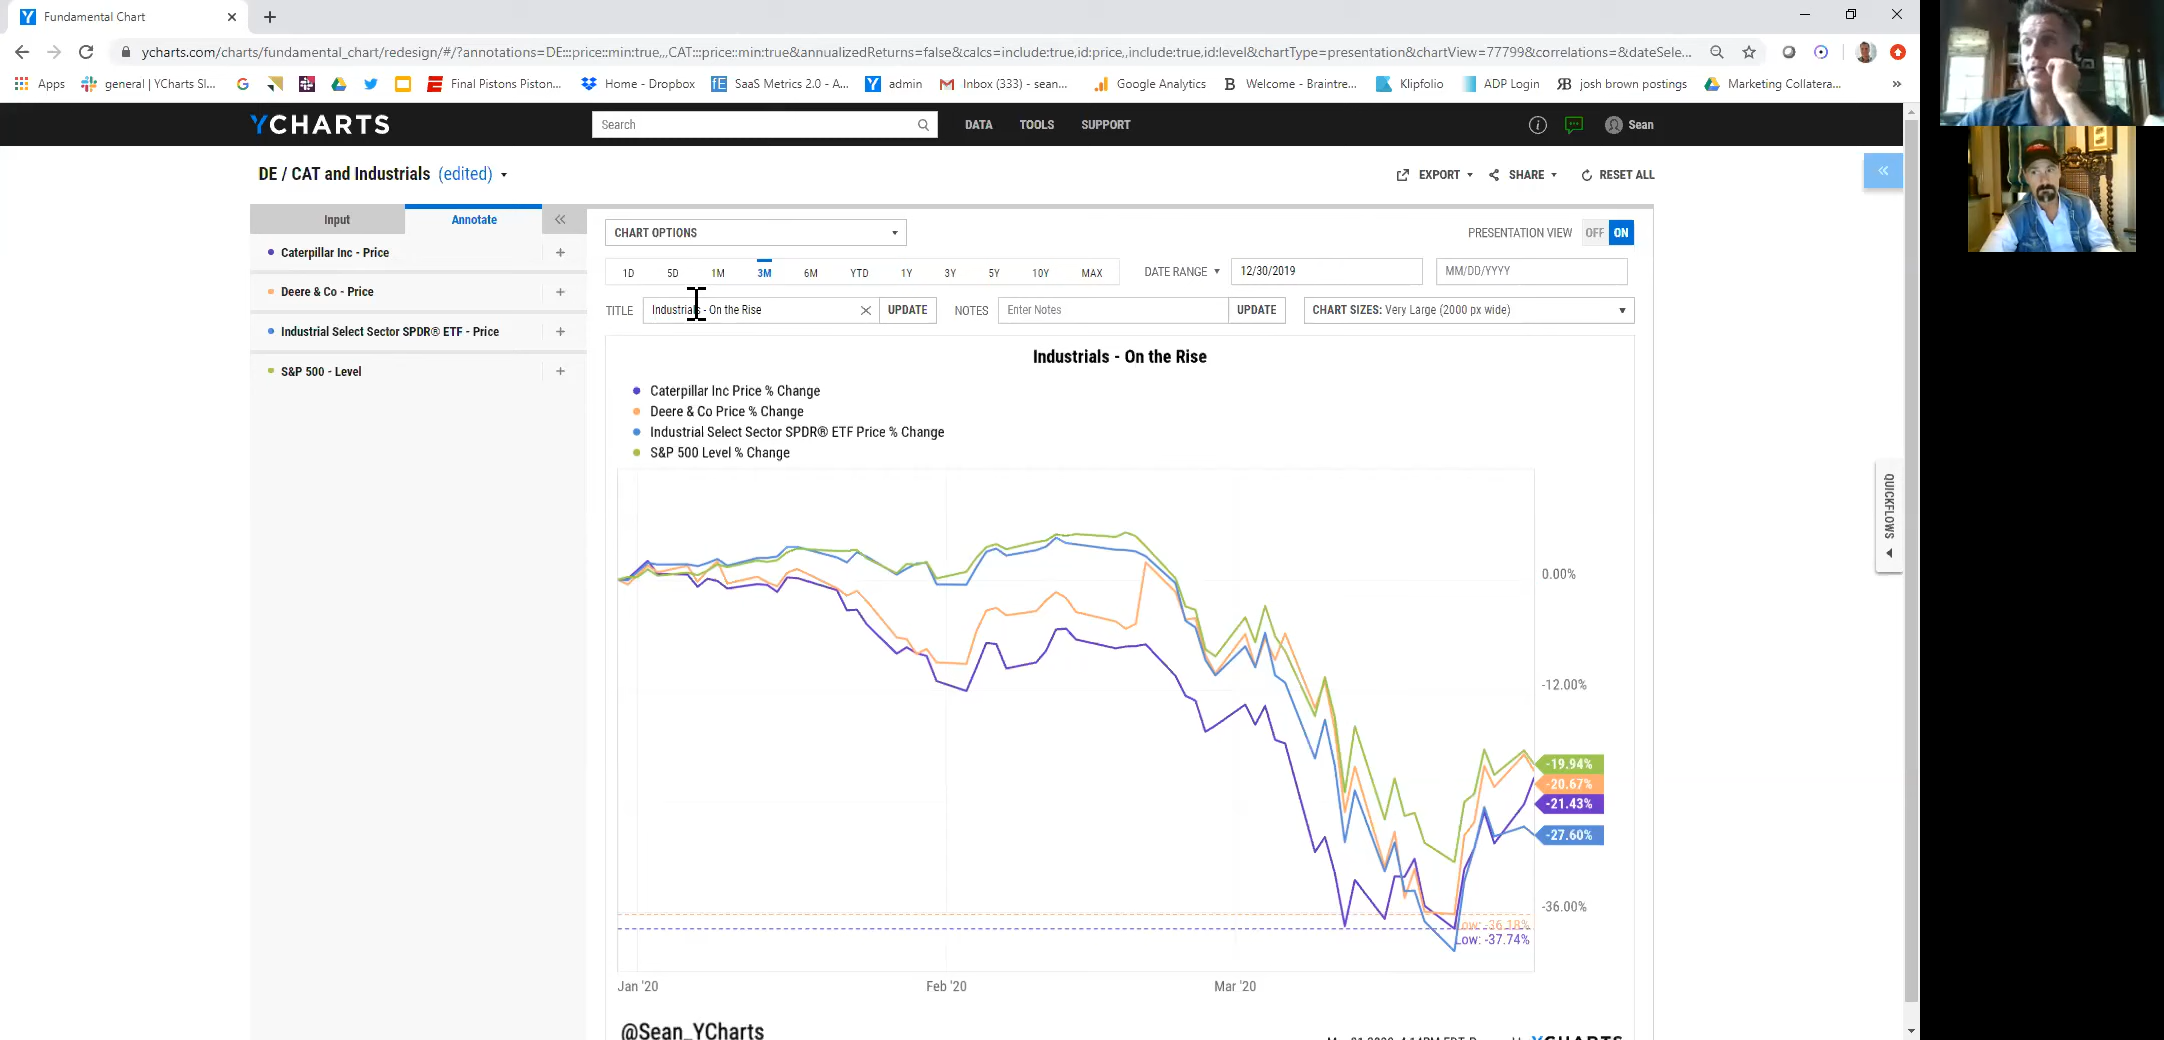 Fundamental Chart
ycharts.com/charts/fundamental_chart/redesign/#/?annotations=DE:::price::min:true,,,CAT:::price::min:true&annualizedReturns=false&calcs=include:true,id:price,,include:true,id:level&chartType=presentation&chartView=77799&correlations=&dateSele...
Apps general | YCharts Sl... Final Pistons Piston... Home - Dropbox SaaS Metrics 2.0 - A... admin Inbox (333) - sean... Google Analytics Welcome - Braintre... Klipfolio ADP Login josh brown postings Marketing Collatera...
YCHARTS Search DATA TOOLS SUPPORT Sean
DE / CAT and Industrials (edited) EXPORT SHARE RESET ALL
Input Annotate
Caterpillar Inc - Price
Deere & Co - Price
Industrial Select Sector SPDR® ETF - Price
S&P 500 - Level
CHART OPTIONS PRESENTATION VIEW OFF ON
1D 5D 1M 3M 6M YTD 1Y 3Y 5Y 10Y MAX DATE RANGE 12/30/2019 MM/DD/YYYY
TITLE Industrials - On the Rise UPDATE NOTES Enter Notes UPDATE CHART SIZES: Very Large (2000 px wide)
Industrials - On the Rise
Caterpillar Inc Price % Change
Deere & Co Price % Change
Industrial Select Sector SPDR® ETF Price % Change
S&P 500 Level % Change
0.00%
-12.00%
-19.94%
-20.67%
-21.43%
-27.60%
-36.00%
Low: -36.18%
Low: -37.74%
Jan '20 Feb '20 Mar '20
@Sean_YCharts
YCHARTS
QUICKFLOWS